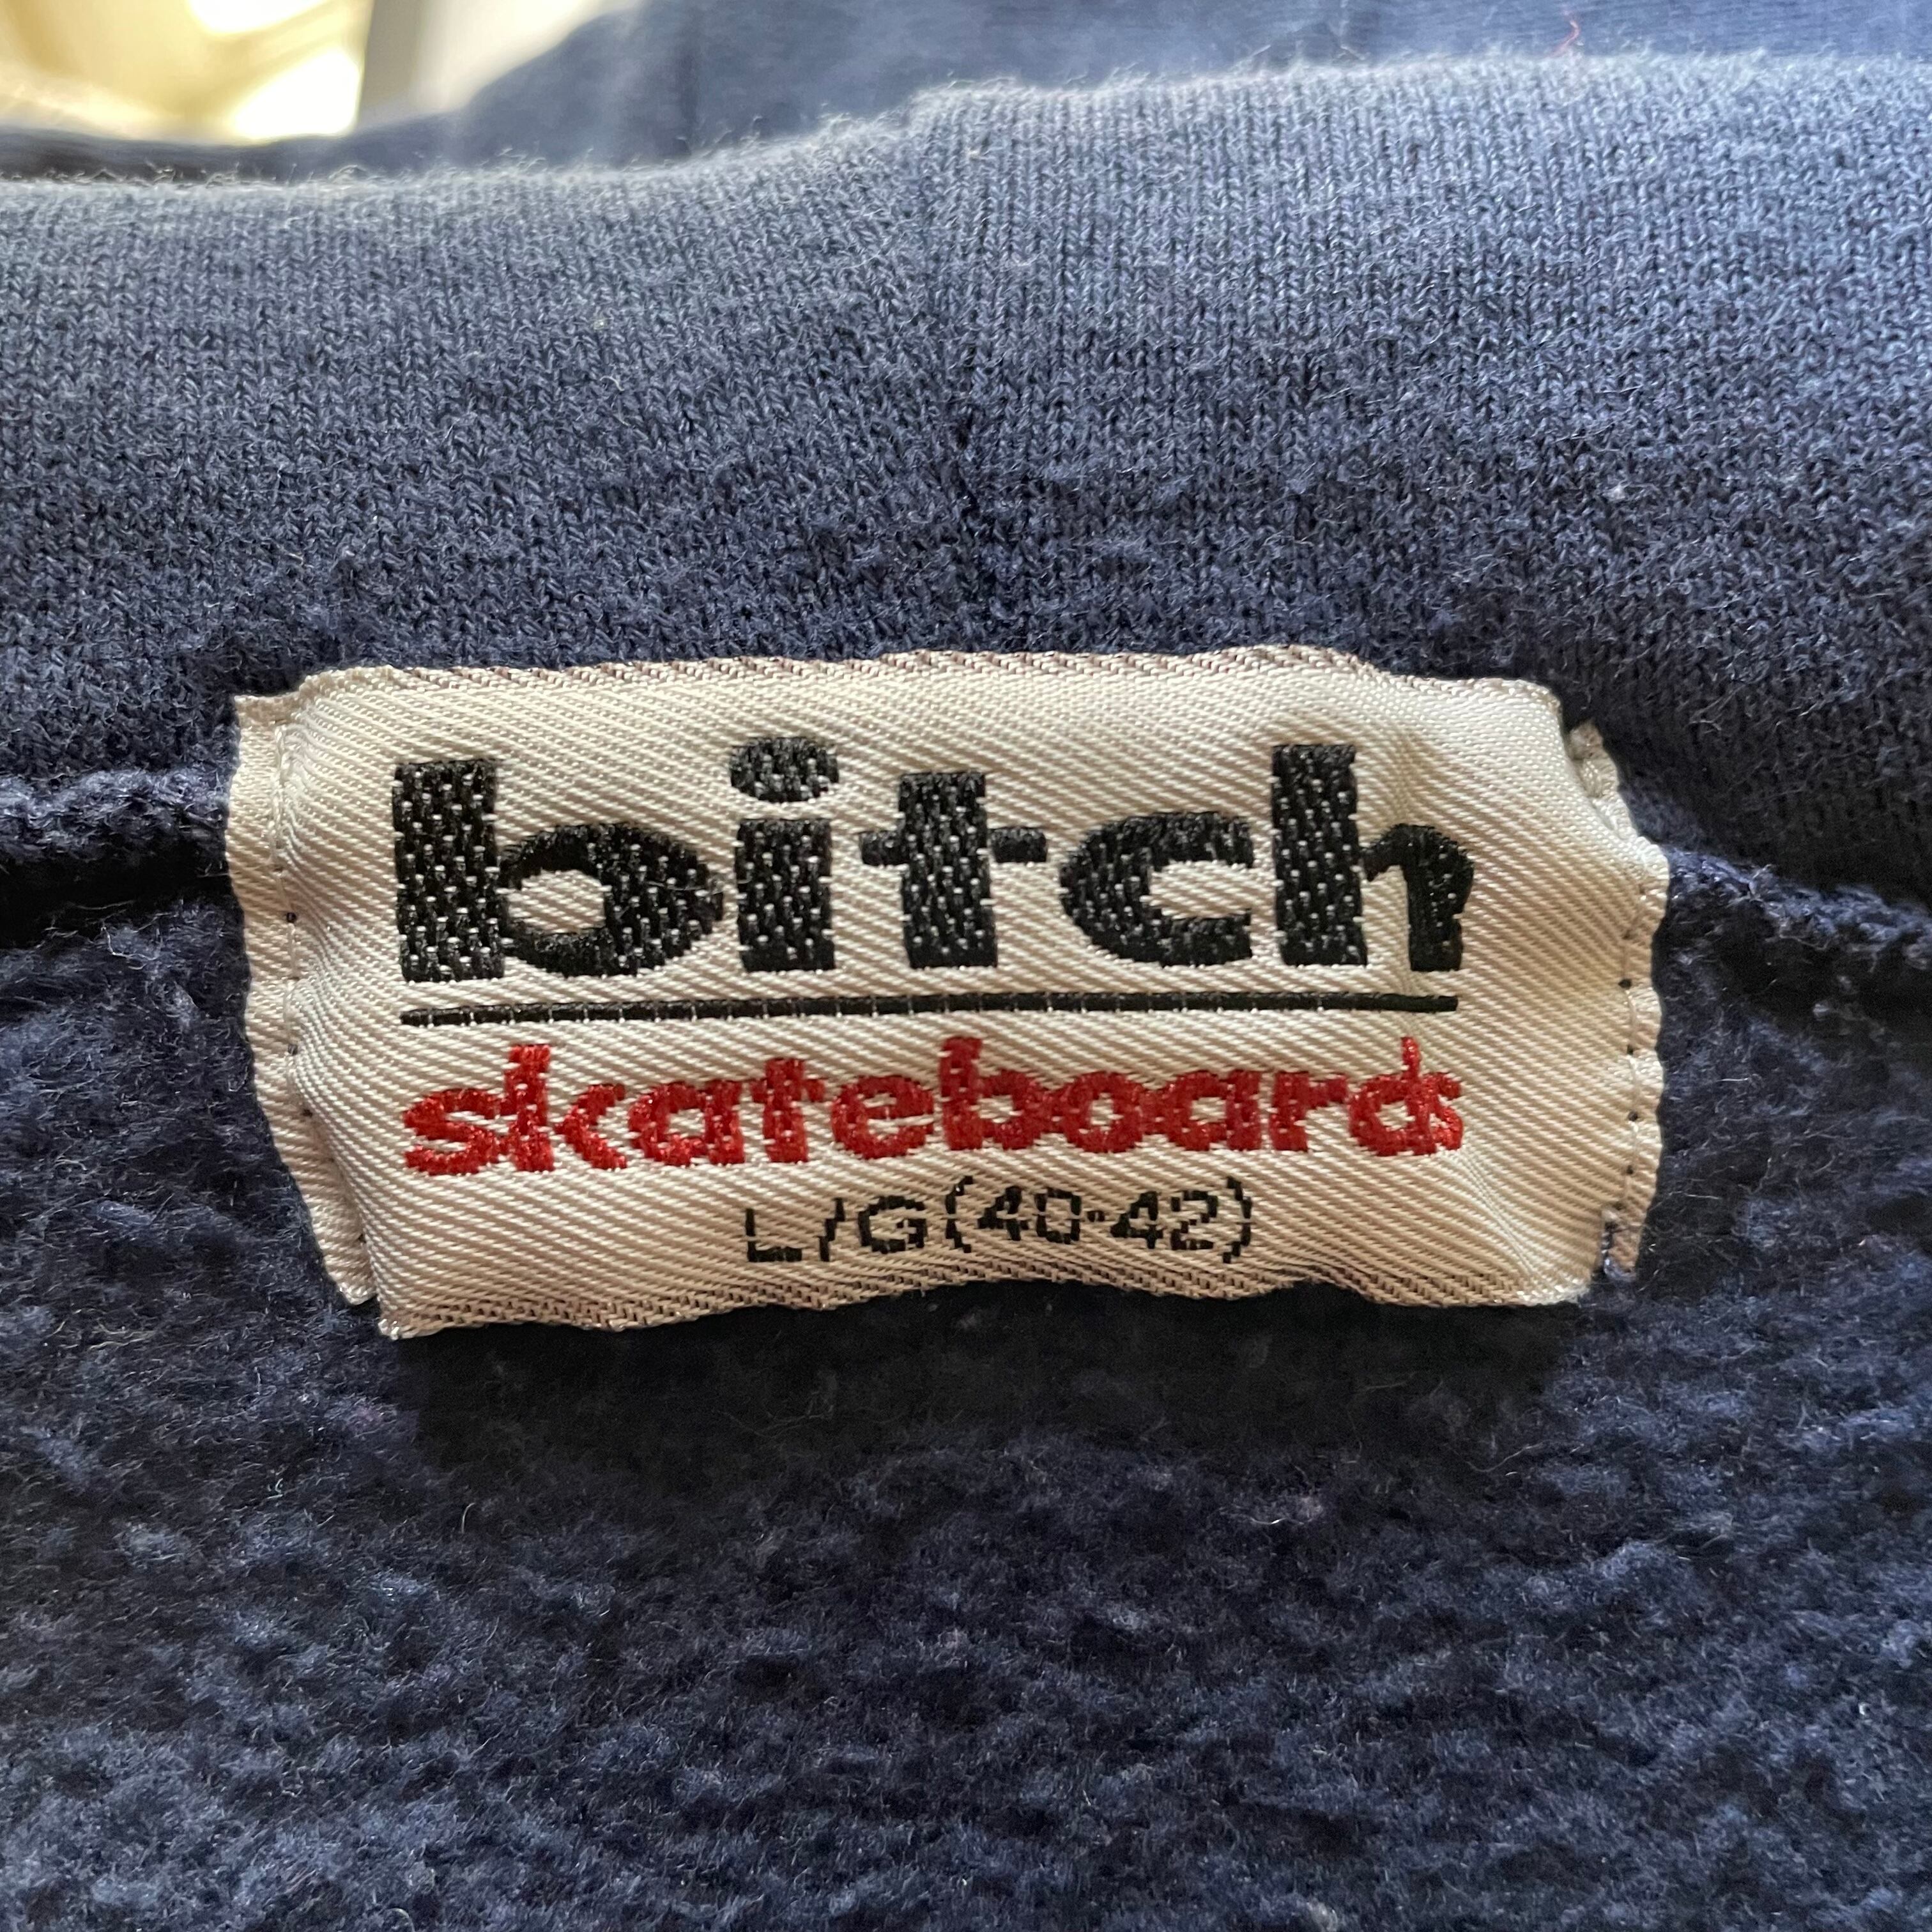 bitch
skateboards
L/G(40-42)